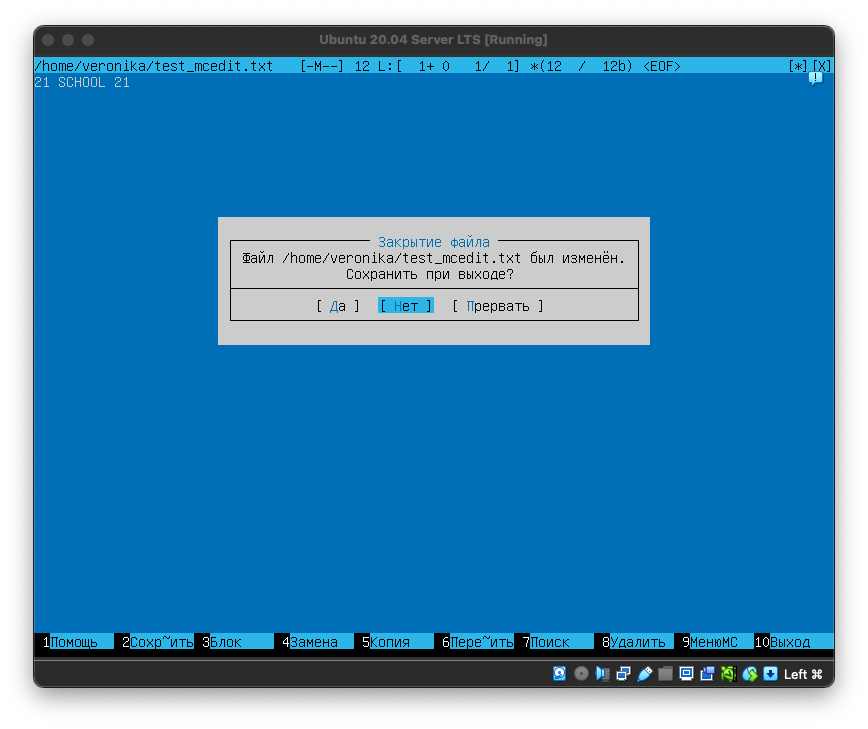 Ubuntu 20.04 Server LTS [Running]
/home/veronika/test_mcedit.txt [-M--] 12 L:[ 1+ 0 1/ 1] *(12 / 12b) <EOF> [*][X]
21 SCHOOL 21
Закрытие файла
Файл /home/veronika/test_mcedit.txt был изменён.
Сохранить при выходе?
[ Да ] [ Нет ] [ Прервать ]
1Помощь 2Сохр~ить 3Блок 4Замена 5Копия 6Пере~ить 7Поиск 8Удалить 9МенюМС 10Выход
Left ⌘